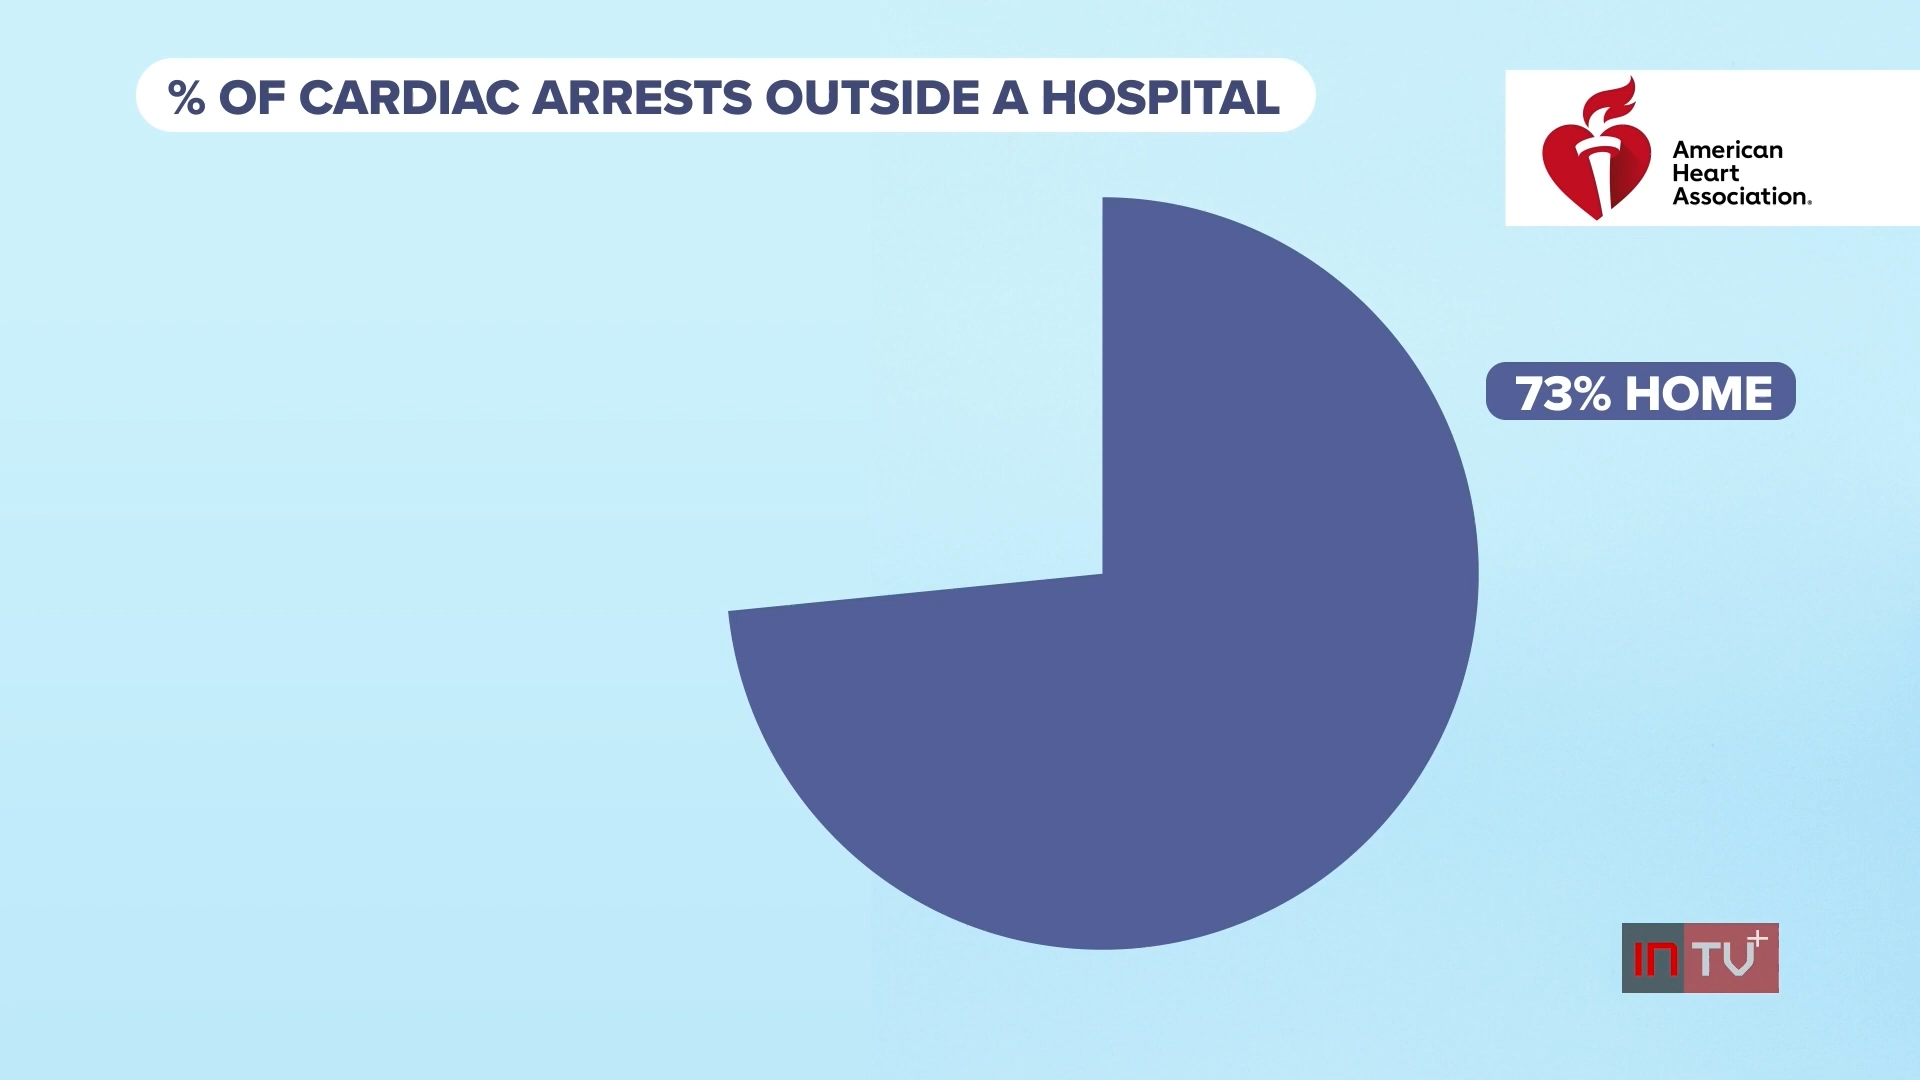 % OF CARDIAC ARRESTS OUTSIDE A HOSPITAL
American
Heart
Association®
73% HOME
IN TV+